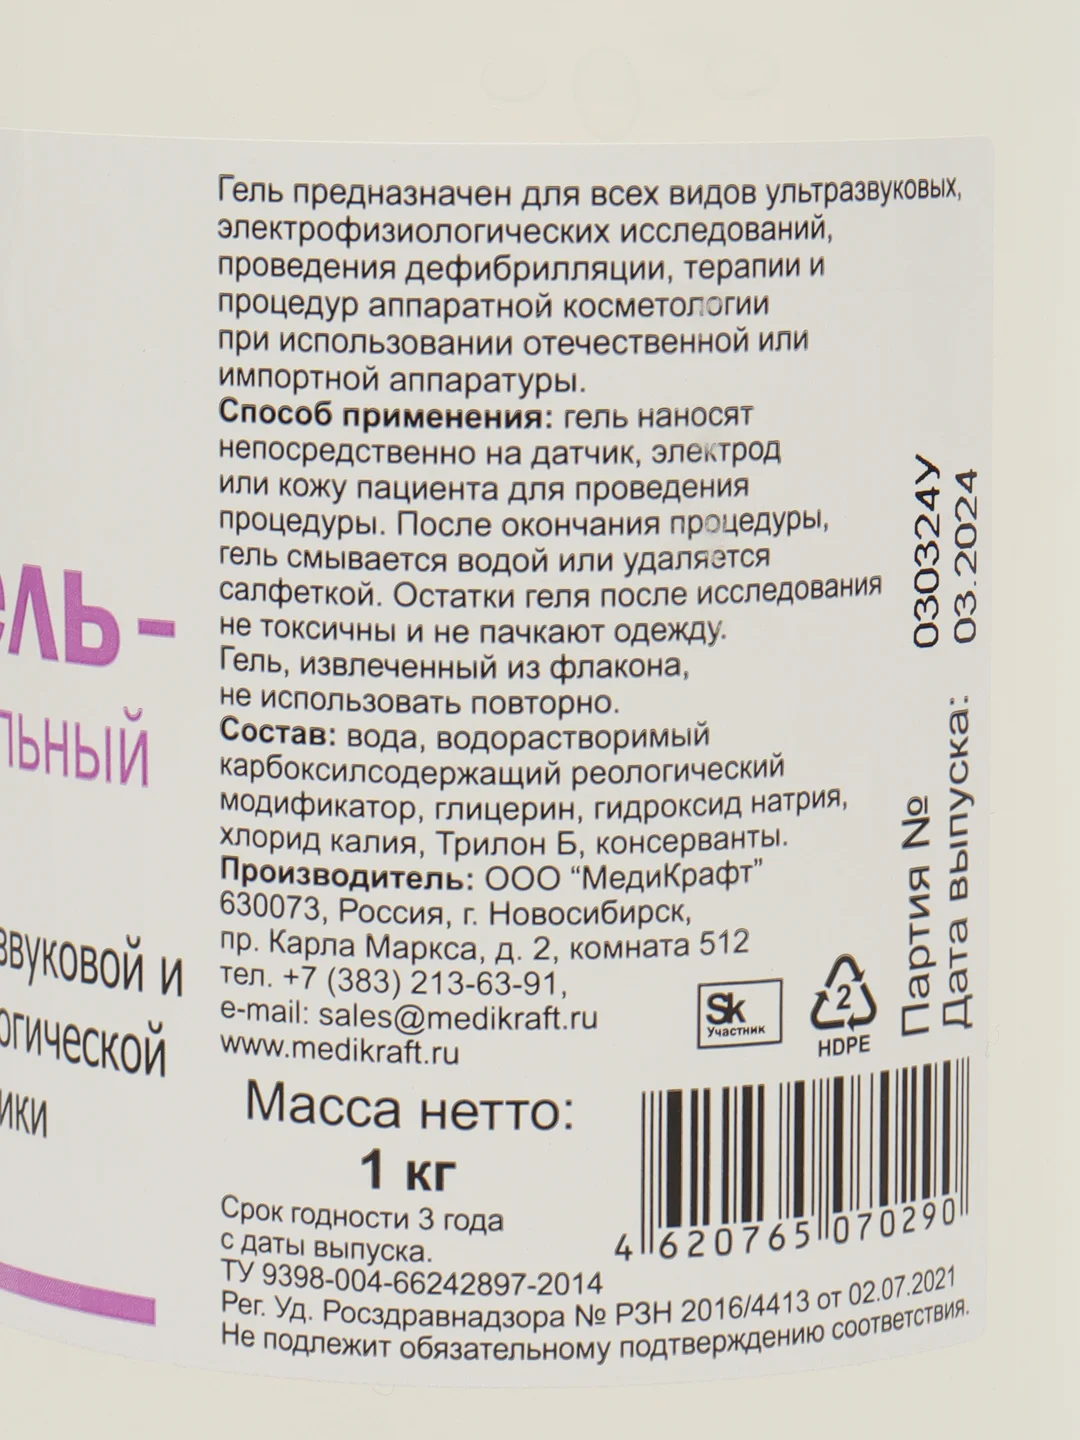 Гель предназначен для всех видов ультразвуковых,
электрофизиологических исследований,
проведения дефибрилляции, терапии и
процедур аппаратной косметологии
при использовании отечественной или
импортной аппаратуры.
Способ применения: гель наносят
непосредственно на датчик, электрод
или кожу пациента для проведения
процедуры. После окончания процедуры,
гель смывается водой или удаляется
салфеткой. Остатки геля после исследования
не токсичны и не пачкают одежду.
Гель, извлеченный из флакона,
не использовать повторно.
Состав: вода, водорастворимый
карбоксилсодержащий реологический
модификатор, глицерин, гидроксид натрия,
хлорид калия, Трилон Б, консерванты.
Производитель: ООО “МедиКрафт”
630073, Россия, г. Новосибирск,
пр. Карла Маркса, д. 2, комната 512
тел. +7 (383) 213-63-91,
e-mail: sales@medikraft.ru
www.medikraft.ru
Масса нетто:
1 кг
Срок годности 3 года
с даты выпуска.
ТУ 9398-004-66242897-2014
Рег. Уд. Росздравнадзора № РЗН 2016/4413 от 02.07.2021
Не подлежит обязательному подтверждению соответствия.
Sk
Участник
2
HDPE
4 620765 070290
Партия № 030324У
Дата выпуска: 03.2024
ель -
льный
звуковой и
огической
ики